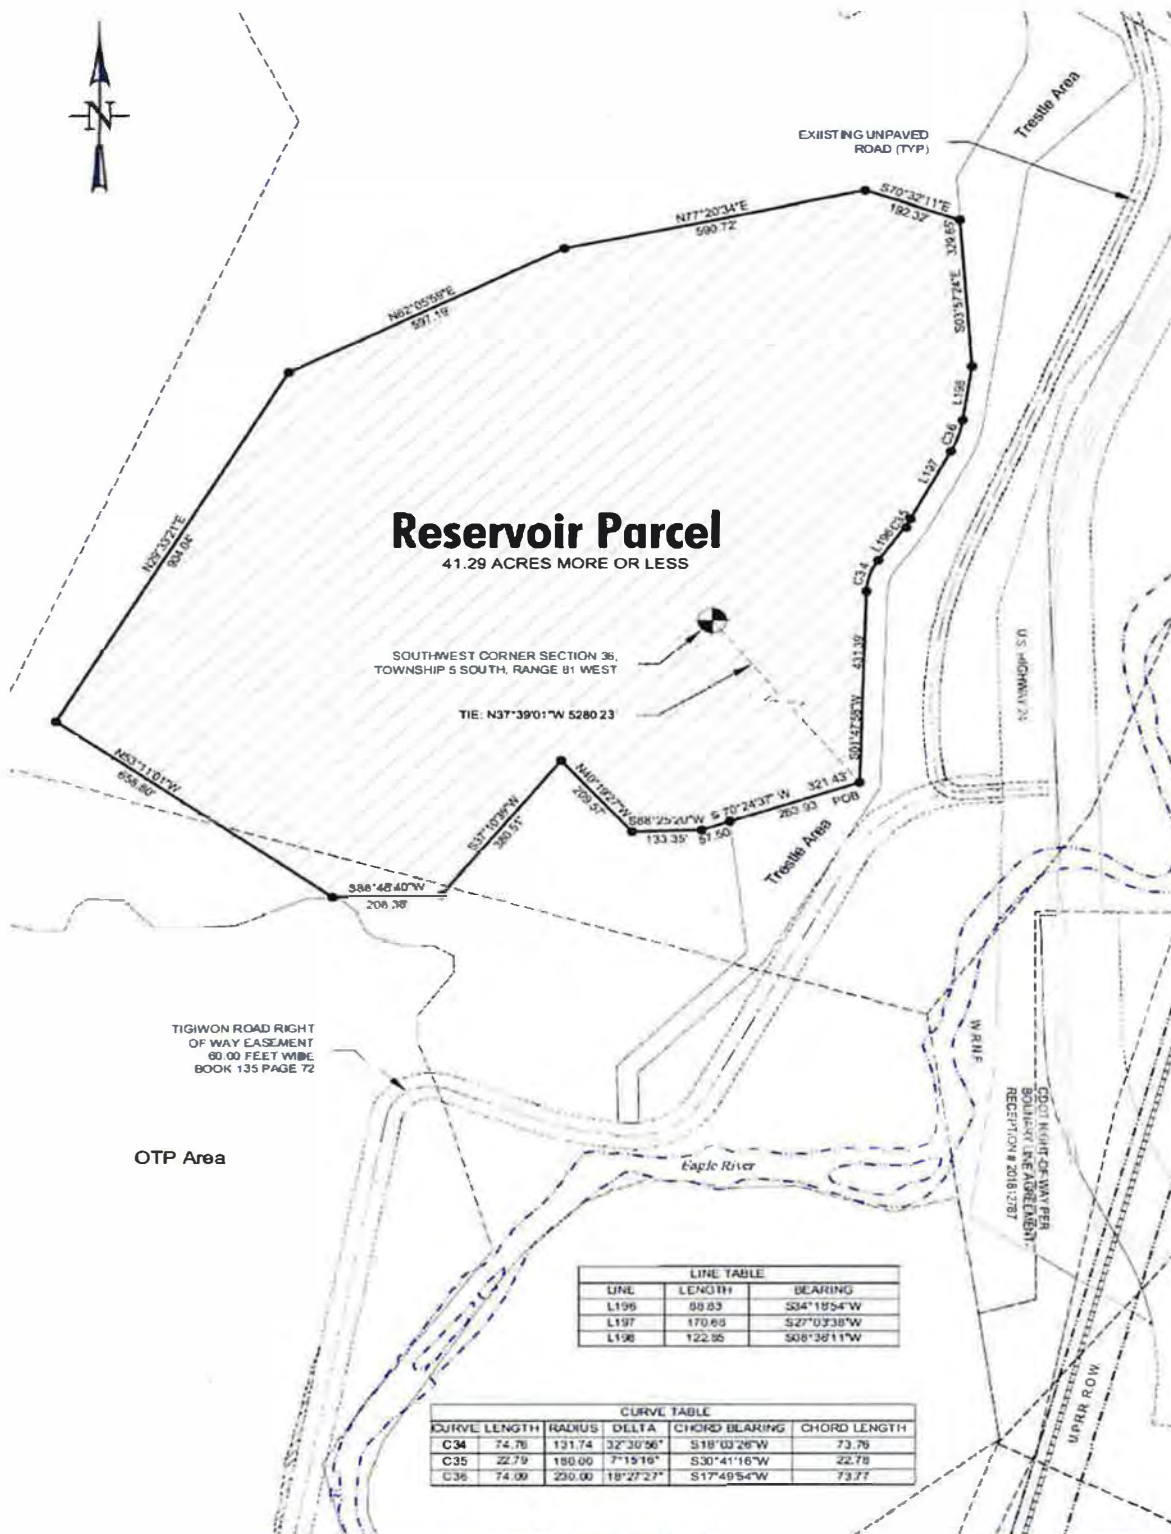 N
Trestle Area
EXIISTING UNPAVED
ROAD (TYP)
S70°32'11"E
192.32'
N77°20'34"E
590.72'
329.65'
S03°57'24"E
N62°05'59"E
597.19'
L198
C36
L197
N29°33'21"E
904.04'
Reservoir Parcel
41.29 ACRES MORE OR LESS
C35
L196
C34
SOUTHWEST CORNER SECTION 36,
TOWNSHIP 5 SOUTH, RANGE 81 WEST
TIE: N37°39'01"W 5280.23'
431.39'
S01°47'58"W
U.S. HIGHWAY 24
N53°11'01"W
658.80'
N40°19'27"W
209.57'
S37°10'39"W
380.51'
S88°25'20"W
133.35'
57.50
S 70°24'37" W
263.93
321.43'
POB
Trestle Area
S88°48'40"W
208.38'
TIGIWON ROAD RIGHT
OF WAY EASEMENT
60.00 FEET WIDE
BOOK 135 PAGE 72
W.R.N.F.
CDOT RIGHT-OF-WAY PER
BOUNARY LINE AGREEMENT-
RECEPTION # 201812787
OTP Area
Eagle River
LINE TABLE
LINE LENGTH BEARING
L196 88.83 S34°18'54"W
L197 170.68 S27°03'38"W
L198 122.85 S08°36'11"W
CURVE TABLE
CURVE LENGTH RADIUS DELTA CHORD BEARING CHORD LENGTH
C34 74.76 131.74 32°30'56" S18°03'26"W 73.76
C35 22.79 180.00 7°15'16" S30°41'16"W 22.78
C36 74.09 230.00 18°27'27" S17°49'54"W 73.77
UPRR ROW